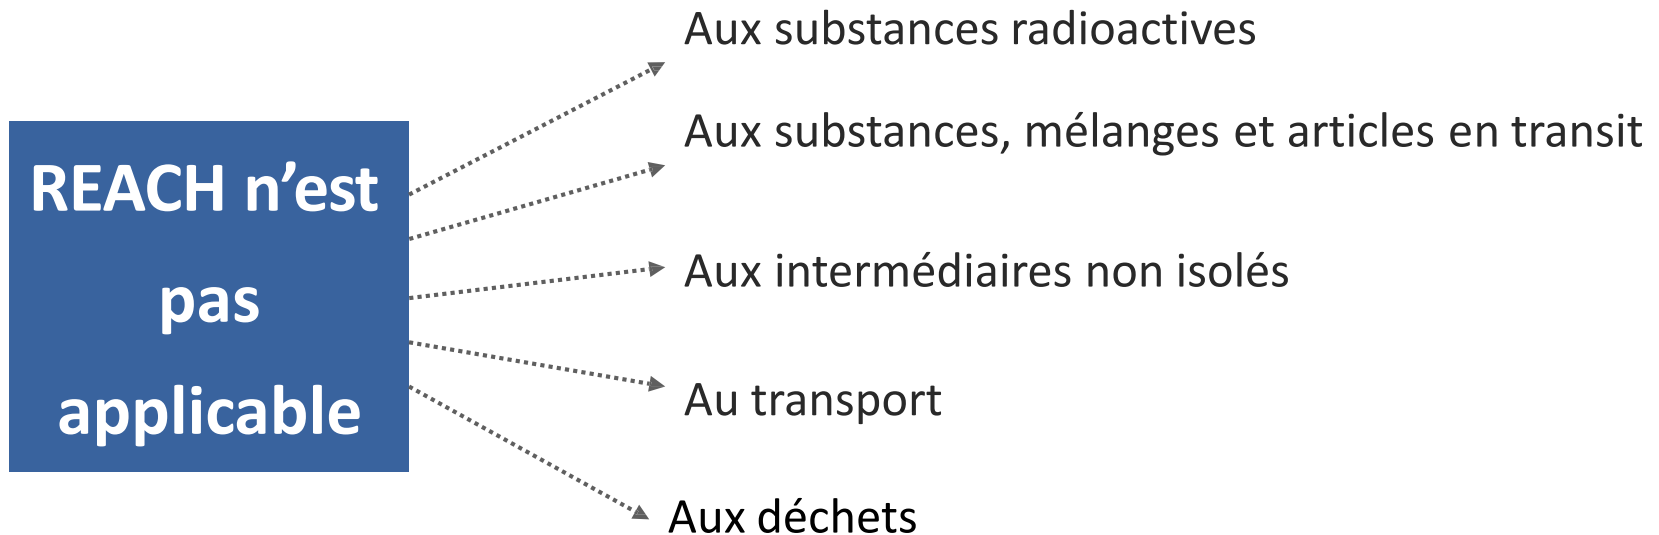 REACH n’est
pas
applicable
Aux substances radioactives
Aux substances, mélanges et articles en transit
Aux intermédiaires non isolés
Au transport
Aux déchets